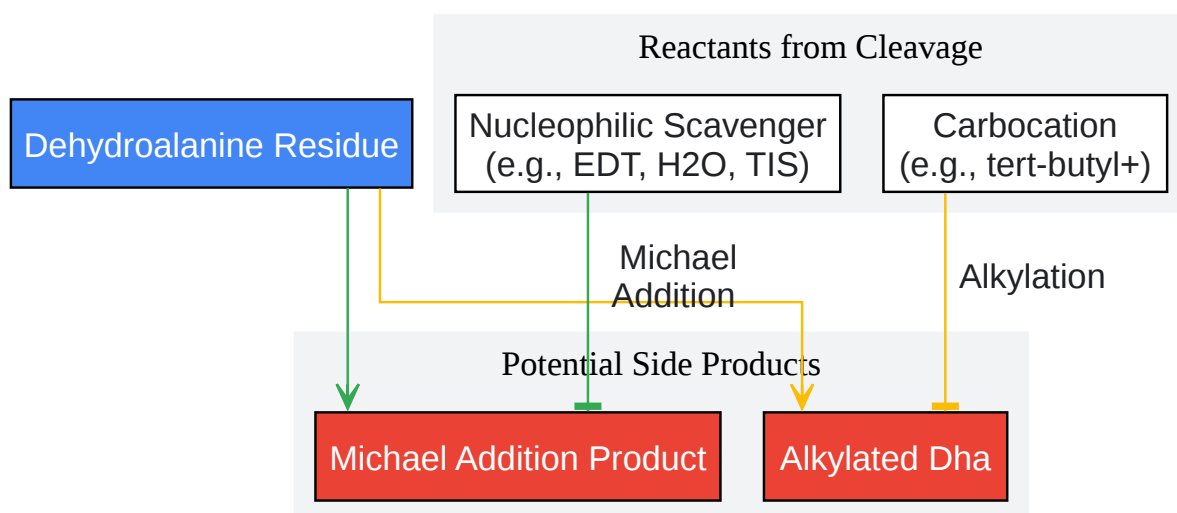 Reactants from Cleavage
Dehydroalanine Residue
Nucleophilic Scavenger
(e.g., EDT, H2O, TIS)
Carbocation
(e.g., tert-butyl+)
Michael
Addition
Alkylation
Potential Side Products
Michael Addition Product
Alkylated Dha